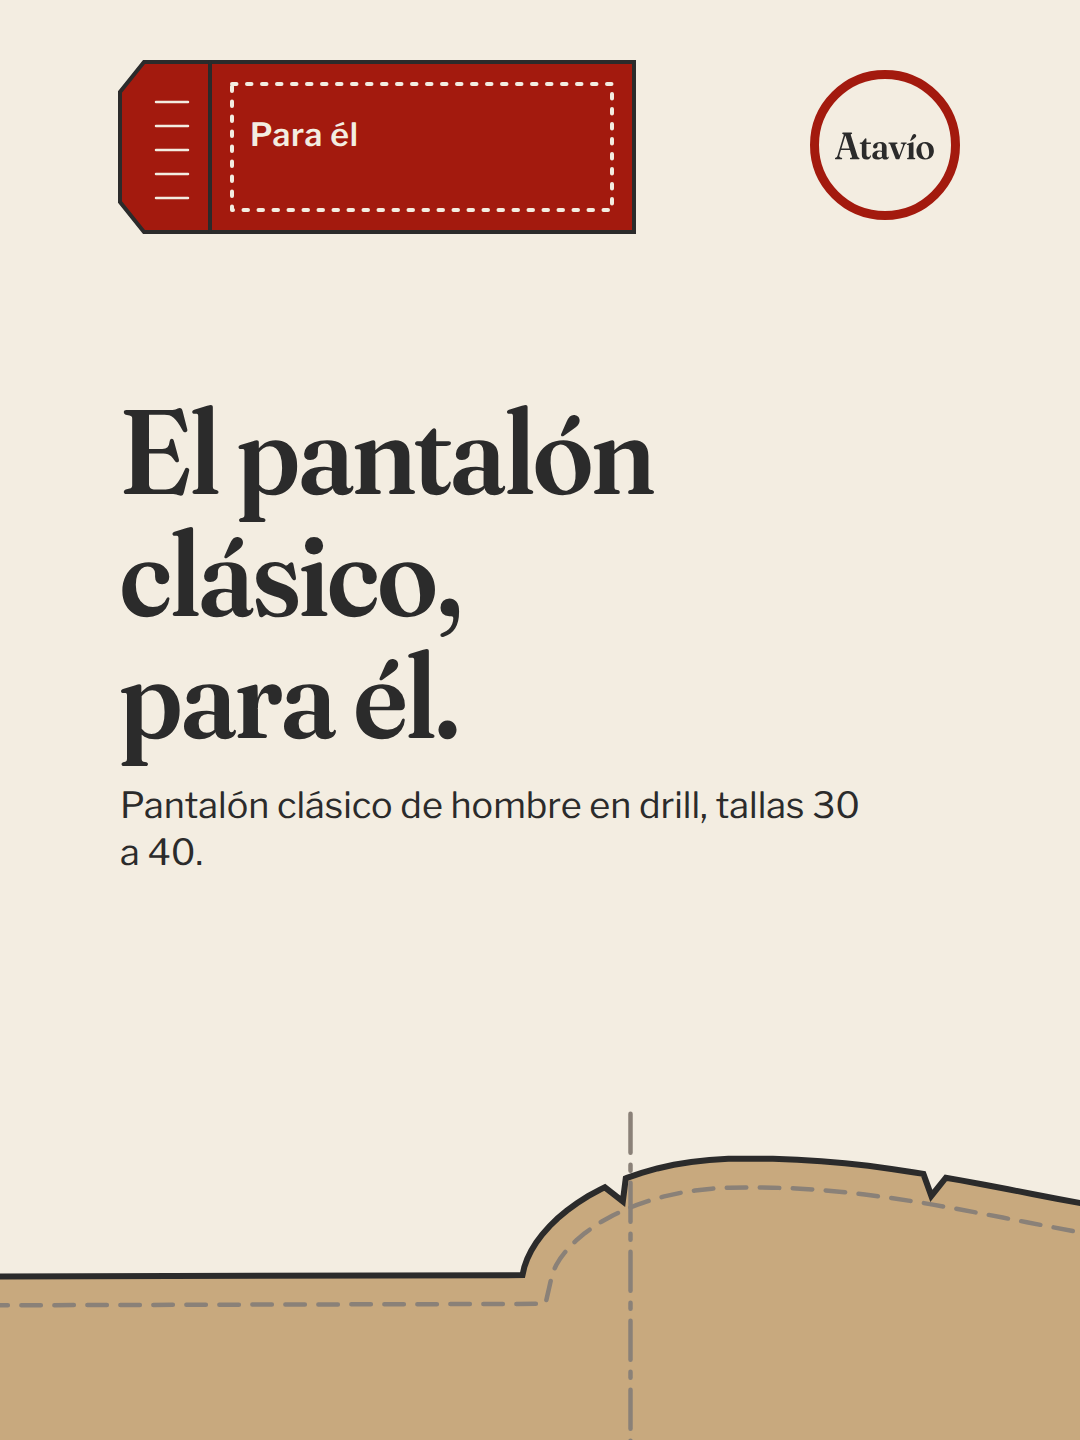 Para él
Atavío
El pantalón
clásico,
para él.
Pantalón clásico de hombre en drill, tallas 30
a 40.